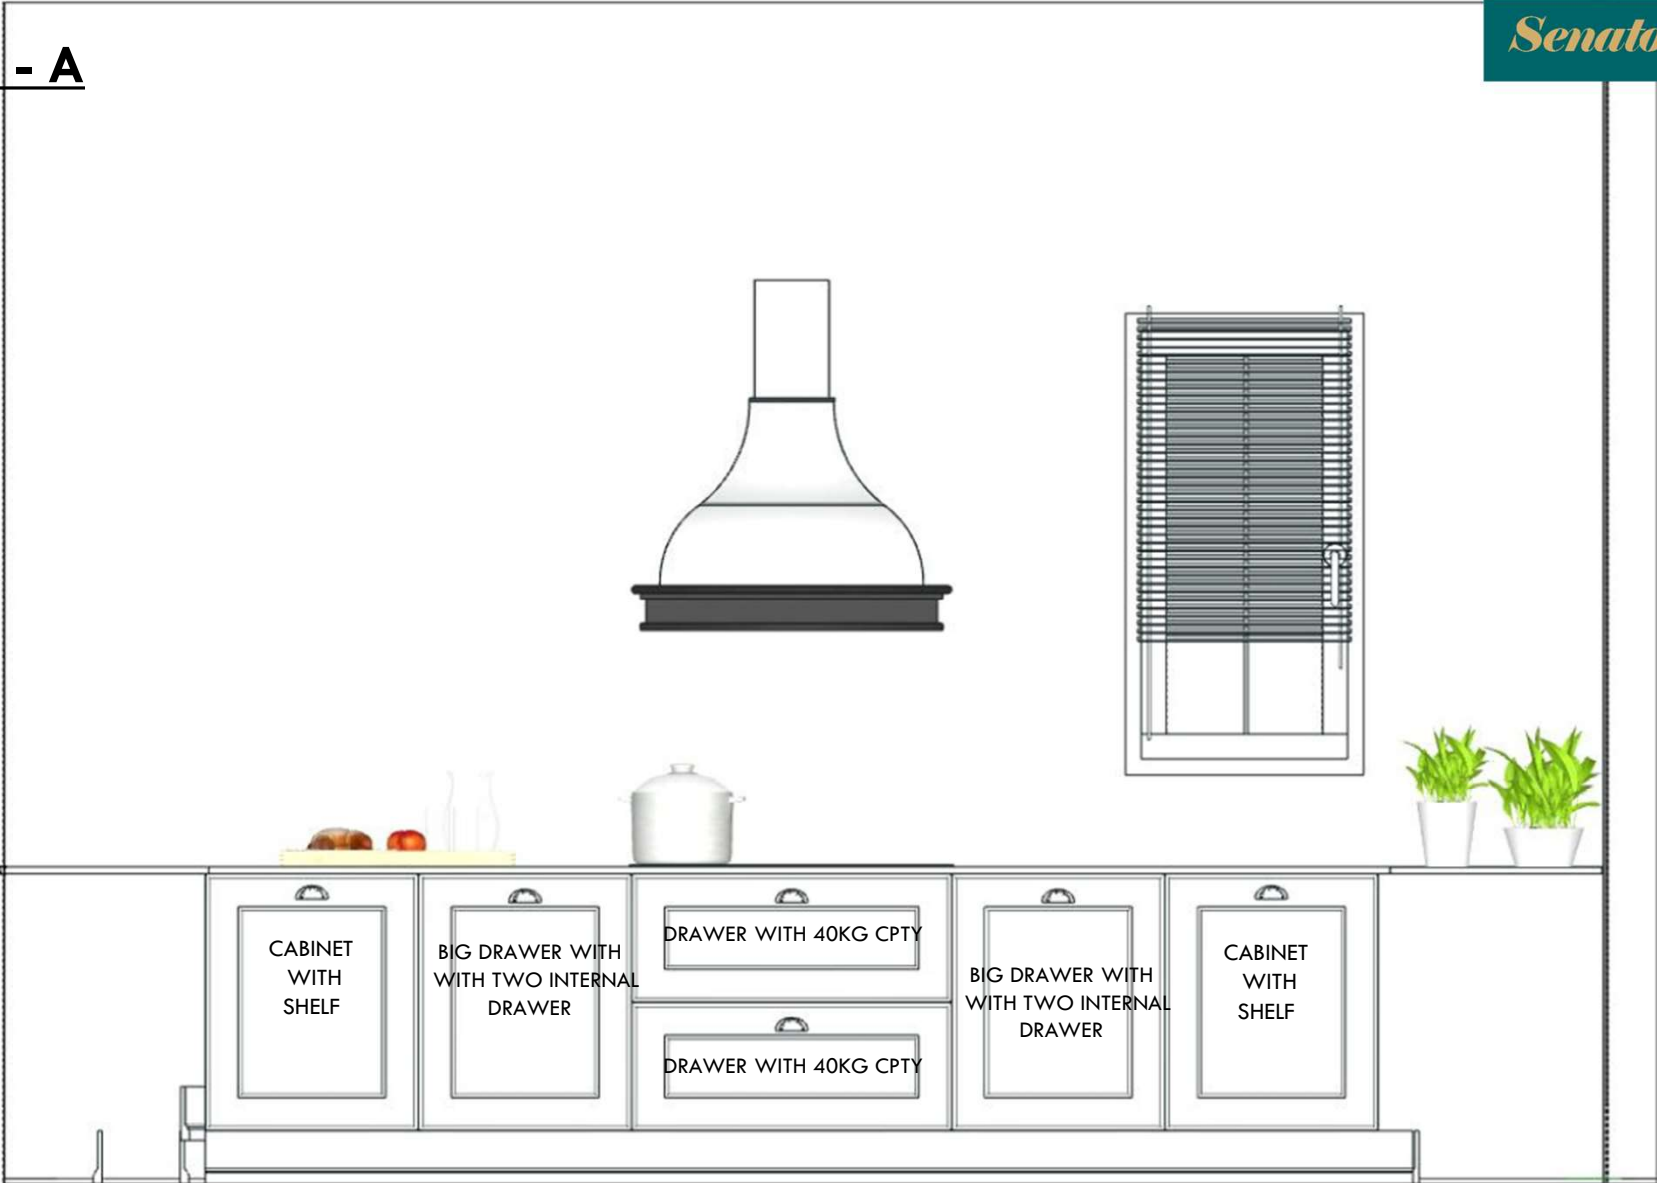 - A
Senato
CABINET
WITH
SHELF
BIG DRAWER WITH
WITH TWO INTERNAL
DRAWER
DRAWER WITH 40KG CPTY
DRAWER WITH 40KG CPTY
BIG DRAWER WITH
WITH TWO INTERNAL
DRAWER
CABINET
WITH
SHELF